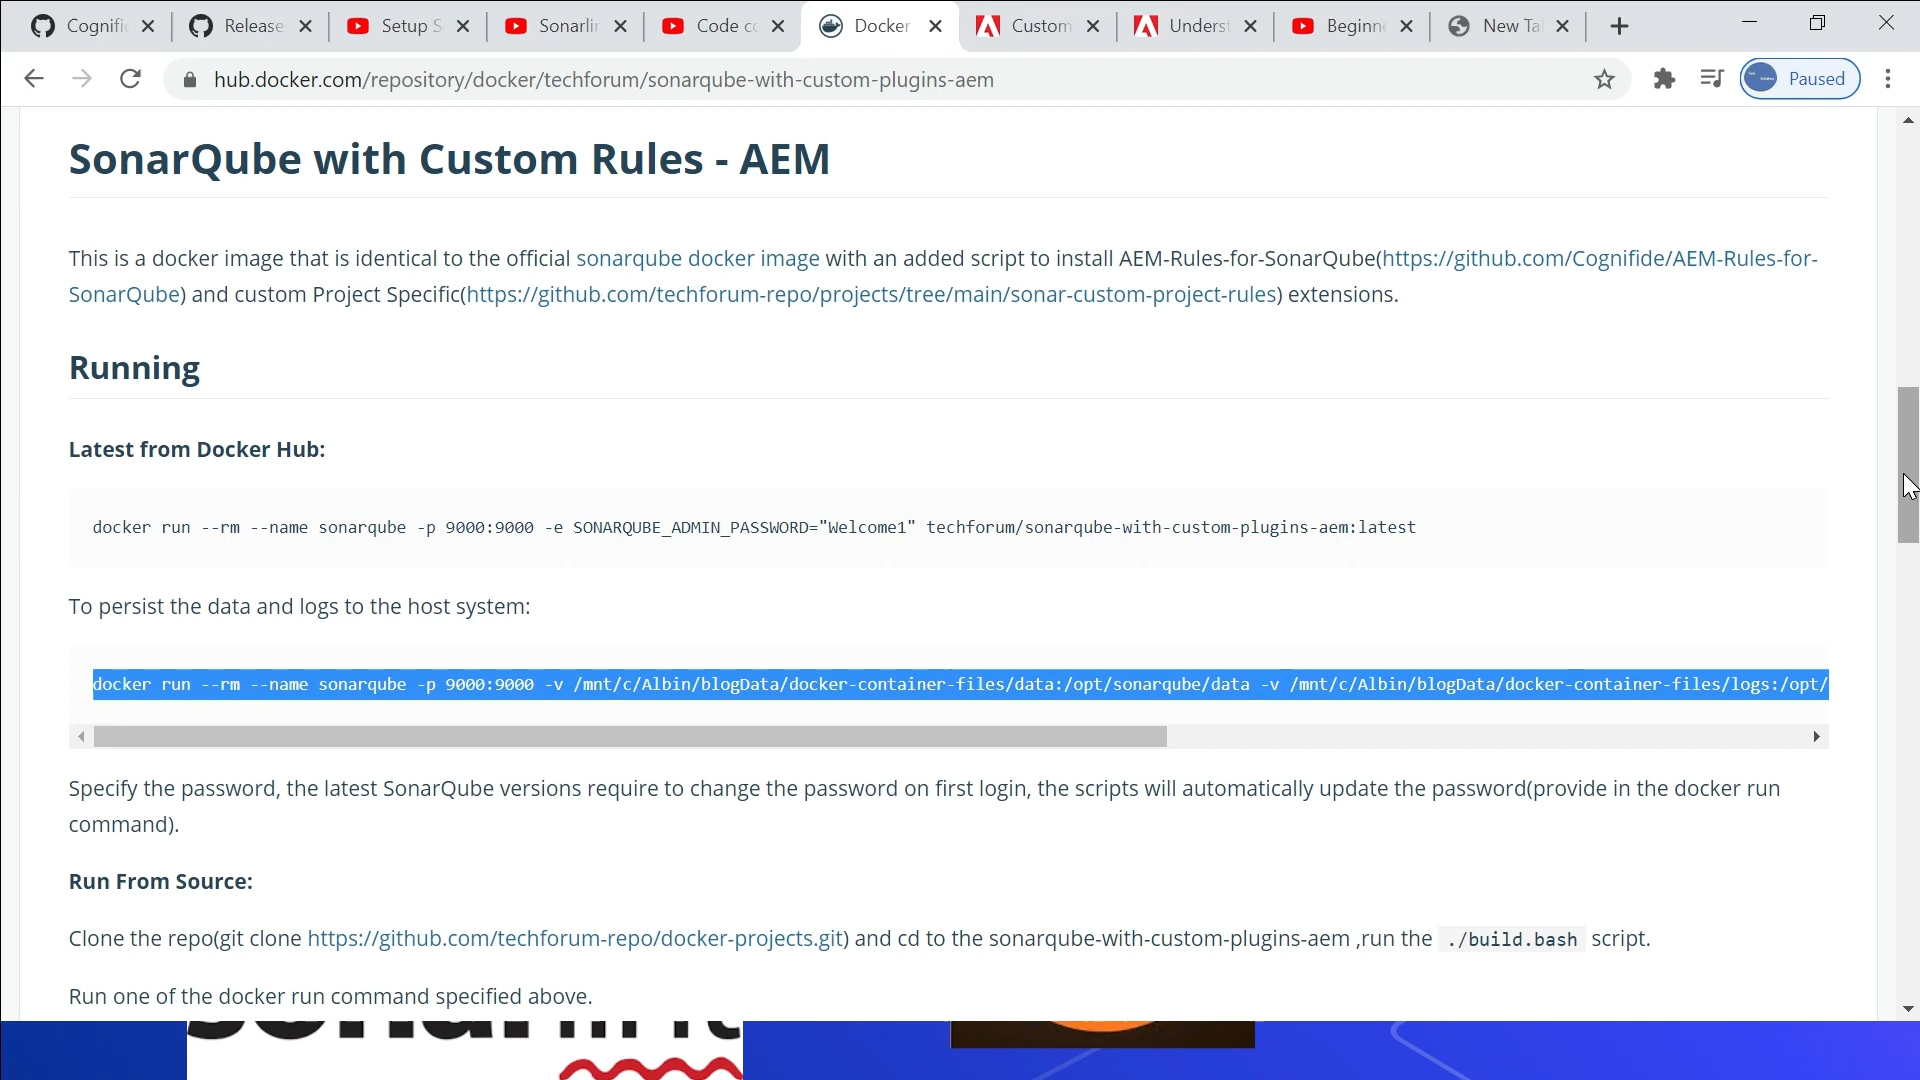 Cognifi
Release
Setup S
Sonarlin
Code co
Docker
Custom
Underst
Beginne
New Ta
hub.docker.com/repository/docker/techforum/sonarqube-with-custom-plugins-aem
Paused
SonarQube with Custom Rules - AEM
This is a docker image that is identical to the official sonarqube docker image with an added script to install AEM-Rules-for-SonarQube(https://github.com/Cognifide/AEM-Rules-for-
SonarQube) and custom Project Specific(https://github.com/techforum-repo/projects/tree/main/sonar-custom-project-rules) extensions.
Running
Latest from Docker Hub:
docker run --rm --name sonarqube -p 9000:9000 -e SONARQUBE_ADMIN_PASSWORD="Welcome1" techforum/sonarqube-with-custom-plugins-aem:latest
To persist the data and logs to the host system:
docker run --rm --name sonarqube -p 9000:9000 -v /mnt/c/Albin/blogData/docker-container-files/data:/opt/sonarqube/data -v /mnt/c/Albin/blogData/docker-container-files/logs:/opt/
Specify the password, the latest SonarQube versions require to change the password on first login, the scripts will automatically update the password(provide in the docker run
command).
Run From Source:
Clone the repo(git clone https://github.com/techforum-repo/docker-projects.git) and cd to the sonarqube-with-custom-plugins-aem ,run the ./build.bash script.
Run one of the docker run command specified above.